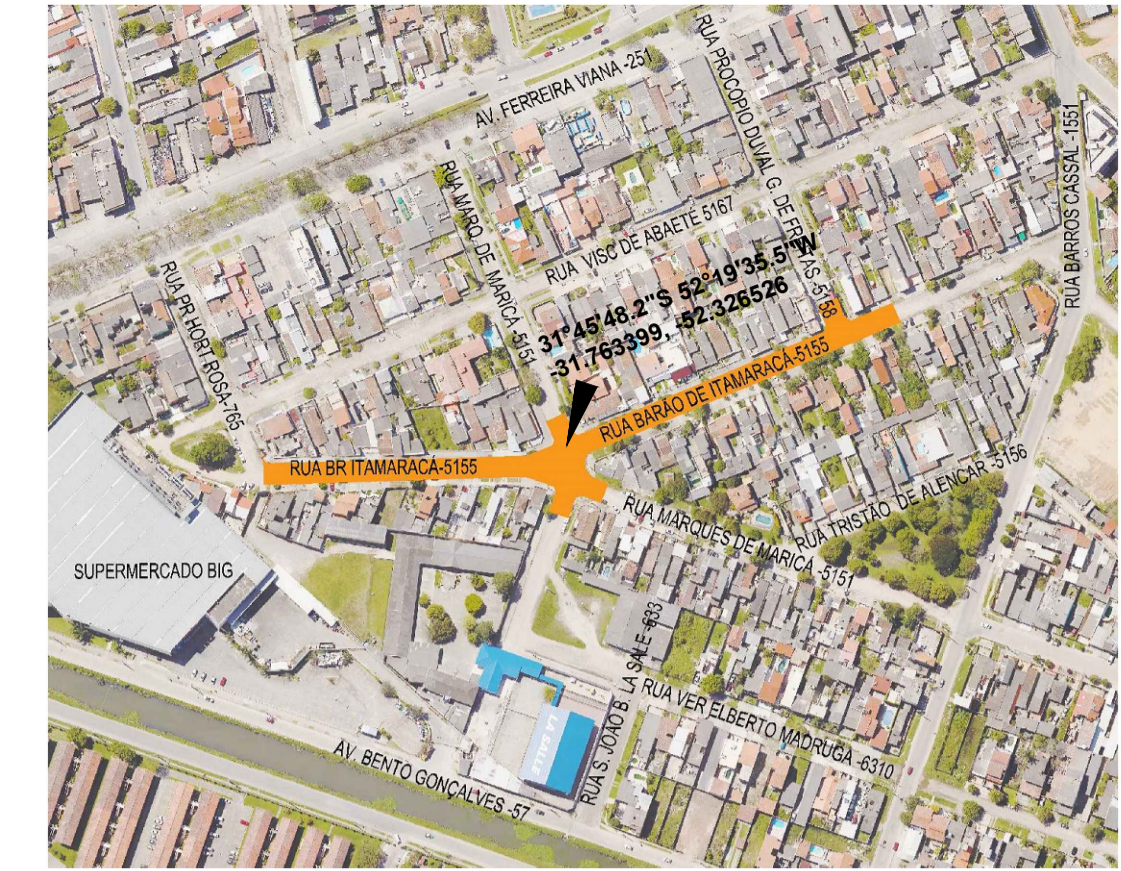 AV. FERREIRA VIANA -251
RUA PROCOPIO DUVAL G. DE FREITAS -5158
RUA BARROS CASSAL -1551
RUA MARQ. DE MARICA -5151
RUA VISC DE ABAETE 5167
RUA PR HORT ROSA-765
31°45'48.2"S 52°19'35.5"W
-31.763399, -52.326526
RUA BARÃO DE ITAMARACÁ-5155
RUA BR ITAMARACÁ-5155
RUA MARQUES DE MARICÁ -5151
RUA TRISTÃO DE ALENCAR -5156
SUPERMERCADO BIG
RUA S. JOAO B. LA SALE -633
RUA VER ELBERTO MADRUGA -6310
LA SALLE
AV. BENTO GONÇALVES -57